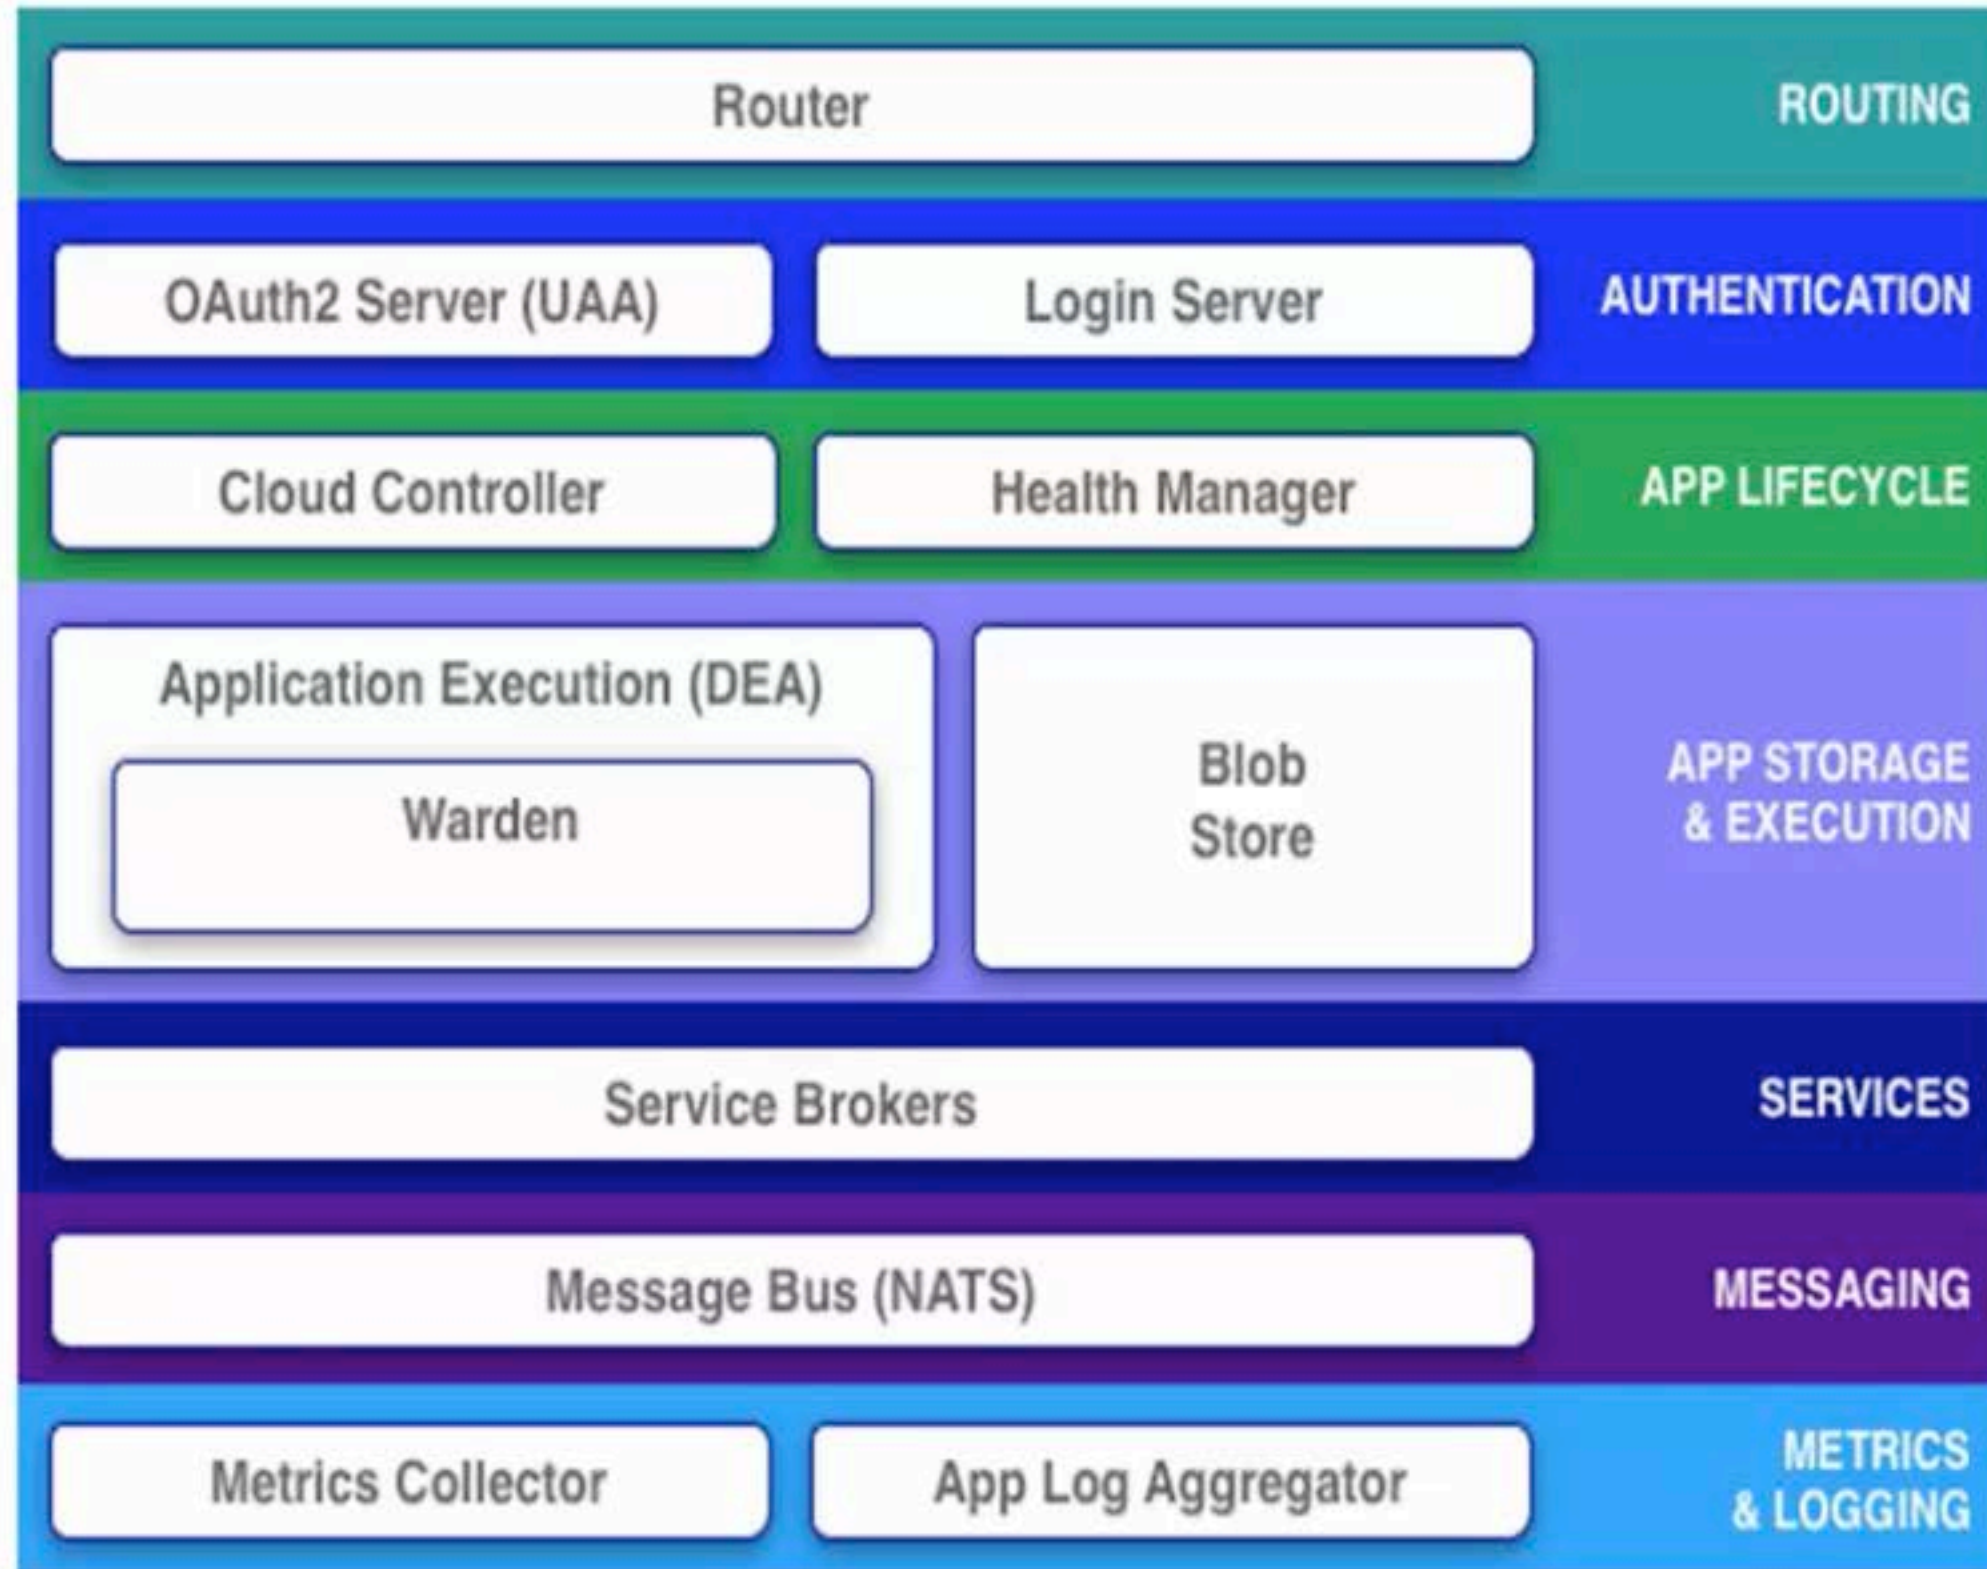 Router
ROUTING
OAuth2 Server (UAA)
Login Server
AUTHENTICATION
Cloud Controller
Health Manager
APP LIFECYCLE
Application Execution (DEA)
Warden
Blob
Store
APP STORAGE
& EXECUTION
Service Brokers
SERVICES
Message Bus (NATS)
MESSAGING
Metrics Collector
App Log Aggregator
METRICS
& LOGGING